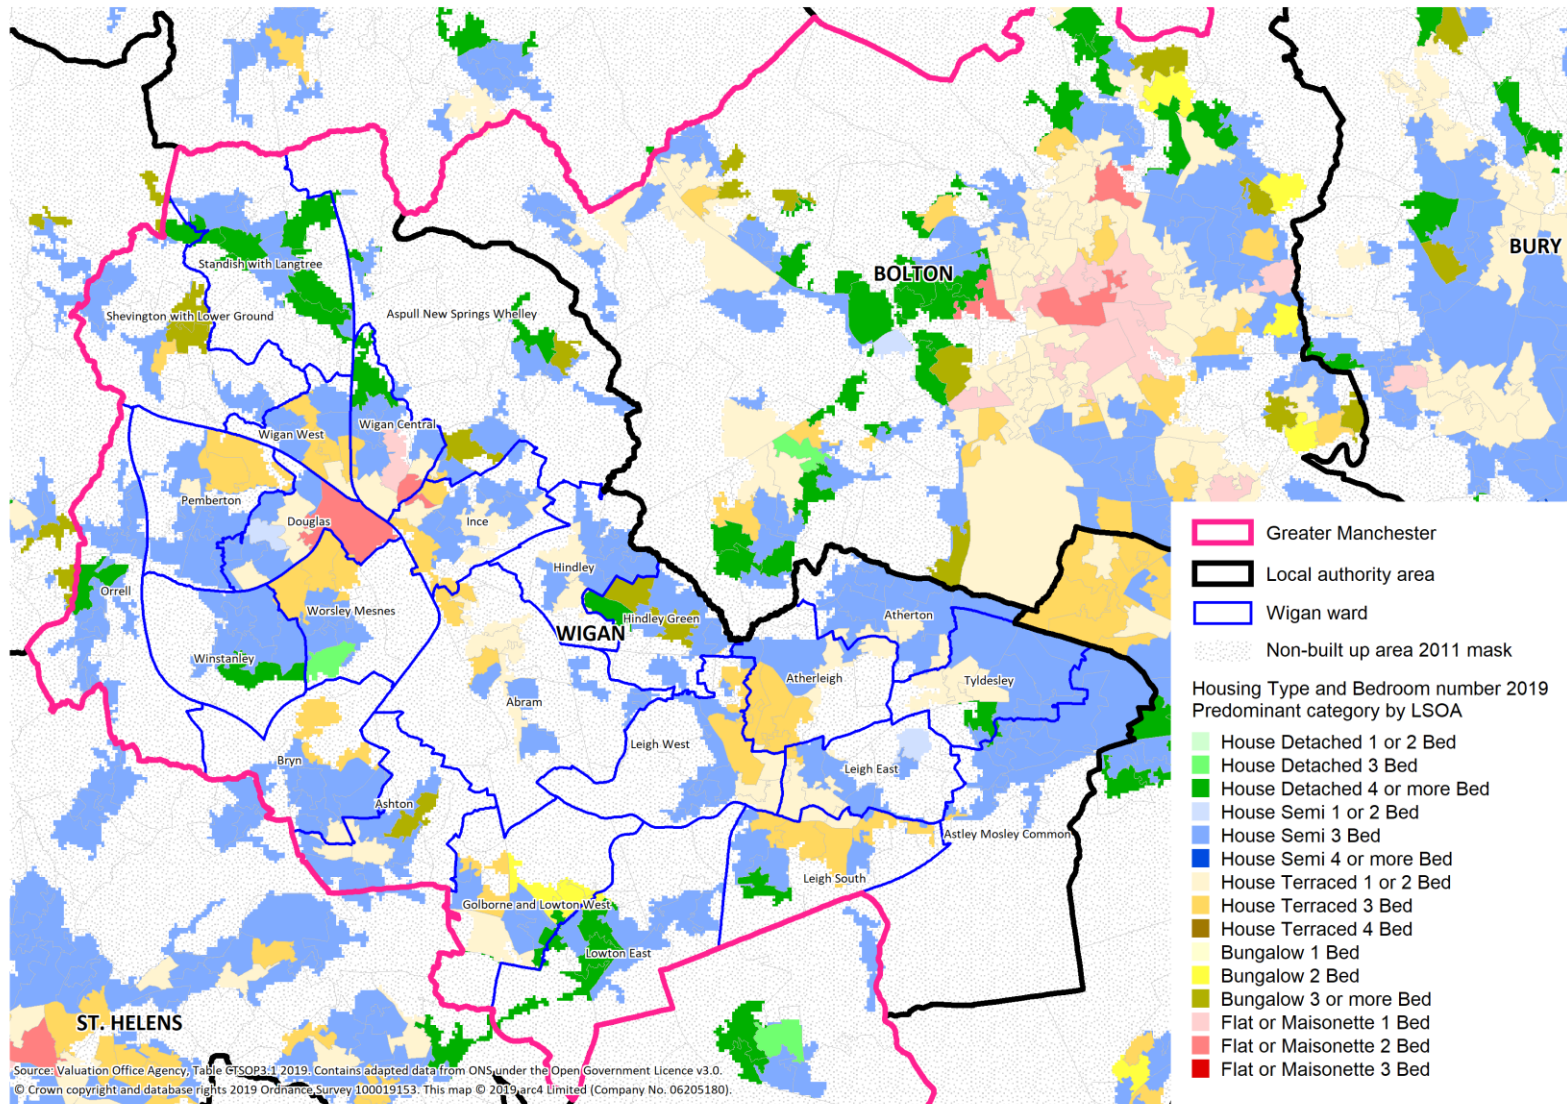 Standish with Langtree
Shevington with Lower Ground
Aspull New Springs Whelley
BOLTON
BURY
Wigan West
Wigan Central
Pemberton
Douglas
Ince
Orrell
Hindley
Worsley Mesnes
WIGAN
Hindley Green
Atherton
Winstanley
Atherleigh
Tyldesley
Abram
Leigh West
Bryn
Leigh East
Ashton
Astley Mosley Common
Leigh South
Golborne and Lowton West
Lowton East
ST. HELENS
Greater Manchester
Local authority area
Wigan ward
Non-built up area 2011 mask
Housing Type and Bedroom number 2019
Predominant category by LSOA
House Detached 1 or 2 Bed
House Detached 3 Bed
House Detached 4 or more Bed
House Semi 1 or 2 Bed
House Semi 3 Bed
House Semi 4 or more Bed
House Terraced 1 or 2 Bed
House Terraced 3 Bed
House Terraced 4 Bed
Bungalow 1 Bed
Bungalow 2 Bed
Bungalow 3 or more Bed
Flat or Maisonette 1 Bed
Flat or Maisonette 2 Bed
Flat or Maisonette 3 Bed
Source: Valuation Office Agency, Table CTSOP3.1 2019. Contains adapted data from ONS under the Open Government Licence v3.0.
© Crown copyright and database rights 2019 Ordnance Survey 100019153. This map © 2019 arc4 Limited (Company No. 06205180).